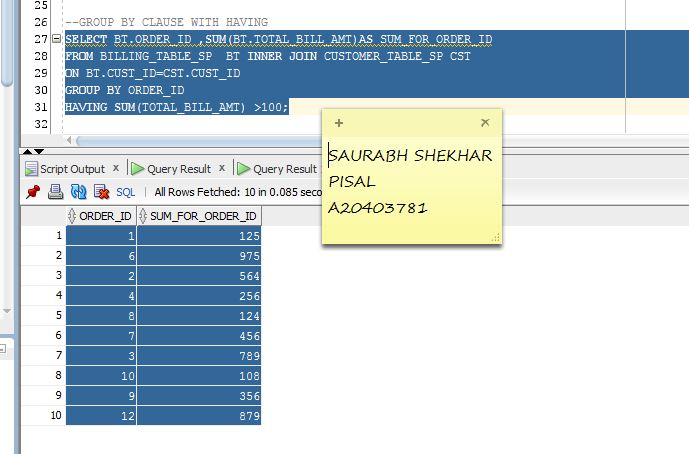 25
26 --GROUP BY CLAUSE WITH HAVING
27 SELECT BT.ORDER_ID ,SUM(BT.TOTAL_BILL_AMT)AS SUM_FOR_ORDER_ID
28 FROM BILLING_TABLE_SP  BT INNER JOIN CUSTOMER_TABLE_SP CST
29 ON BT.CUST_ID=CST.CUST_ID
30 GROUP BY ORDER_ID
31 HAVING SUM(TOTAL_BILL_AMT) >100;
32
SAURABH SHEKHAR
PISAL
A20403781
Script Output x Query Result x Query Result
SQL | All Rows Fetched: 10 in 0.085 seco
ORDER_ID SUM_FOR_ORDER_ID
1 1 125
2 6 975
3 2 564
4 4 256
5 8 124
6 7 456
7 3 789
8 10 108
9 9 356
10 12 879